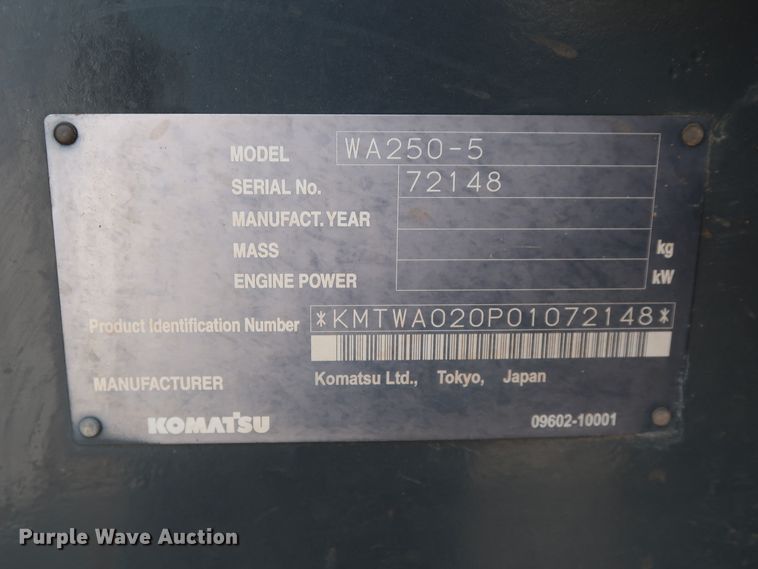 MODEL WA250-5
SERIAL No. 72148
MANUFACT. YEAR
MASS kg
ENGINE POWER kW
Product Identification Number *KMTWA020P01072148*
MANUFACTURER Komatsu Ltd., Tokyo, Japan
KOMATSU 09602-10001
Purple Wave Auction